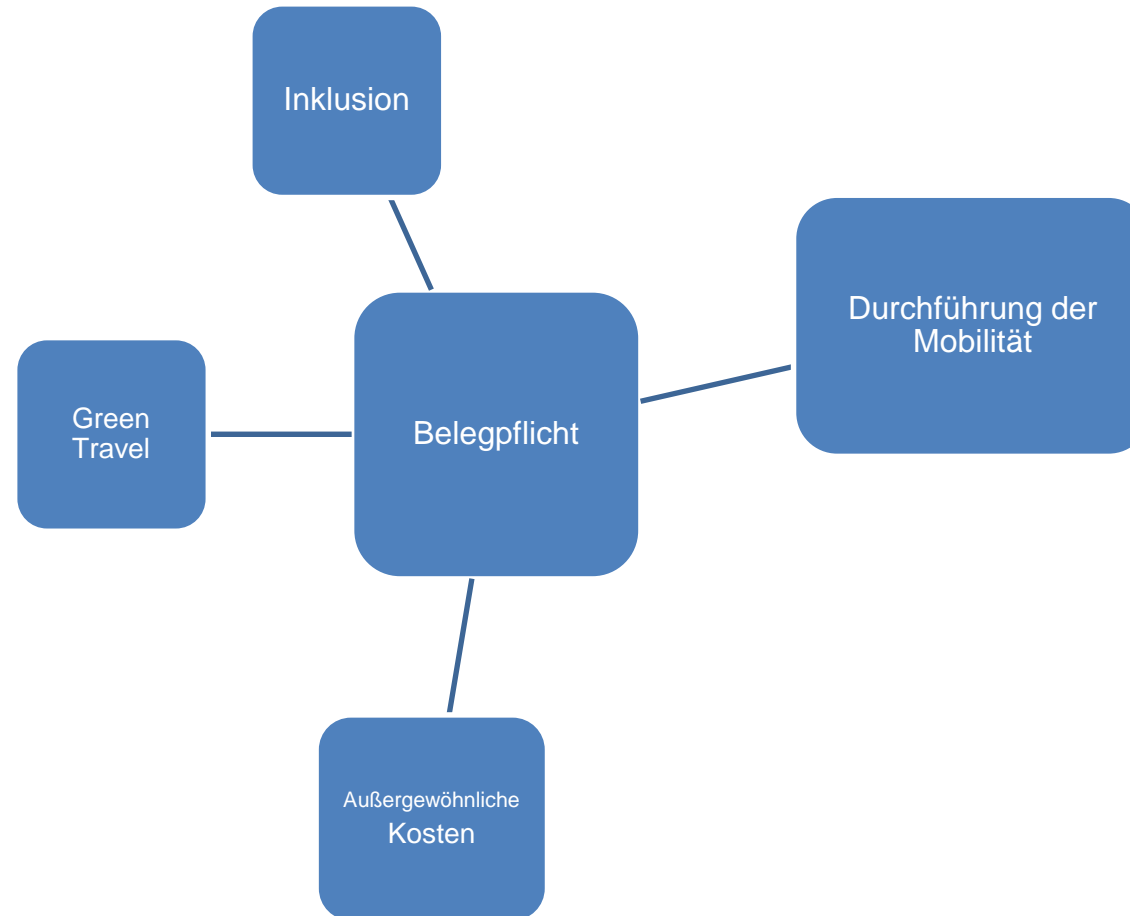 Inklusion
Durchführung der
Mobilität
Green
Travel
Belegpflicht
Außergewöhnliche
Kosten